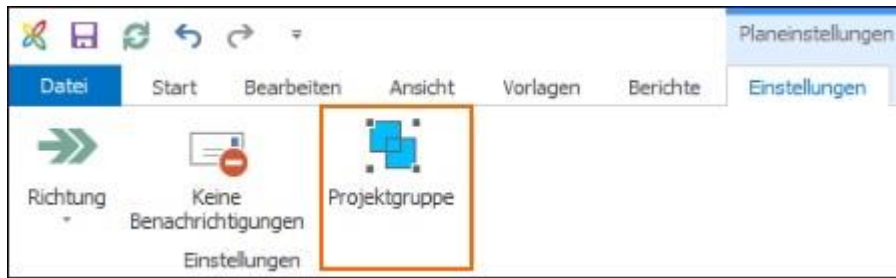 Planeinstellungen
Datei Start Bearbeiten Ansicht Vorlagen Berichte Einstellungen
Richtung Keine Projektgruppe
Benachrichtigungen
Einstellungen